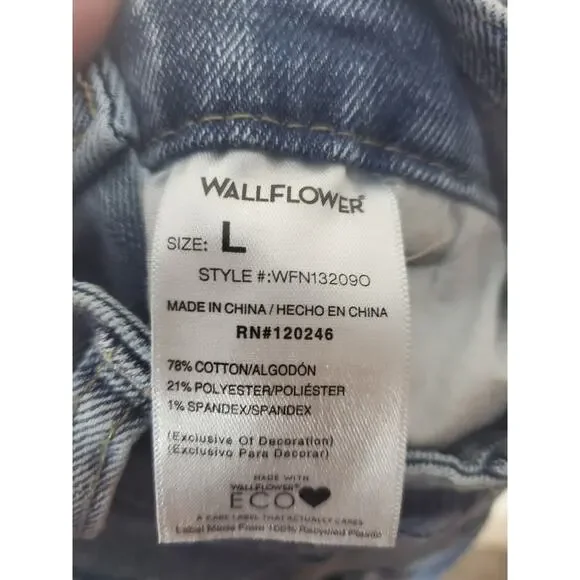 WALLFLOWER®
SIZE: L
STYLE #:WFN13209O
MADE IN CHINA / HECHO EN CHINA
RN#120246
78% COTTON/ALGODÓN
21% POLYESTER/POLIÉSTER
1% SPANDEX/SPANDEX
(Exclusive Of Decoration)
(Exclusivo Para Decorar)
MADE WITH
WALLFLOWER®
ECO♥
A CARE LABEL THAT ACTUALLY CARES
Label Made From 100% Recycled Plastic